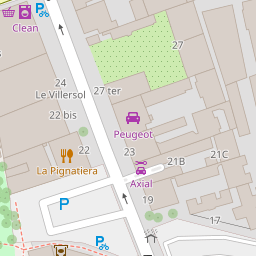 Clean
27
24
Le Villersol
27 ter
22 bis
Peugeot
22
23
La Pignatiera
21B
21C
Axial
P
19
17